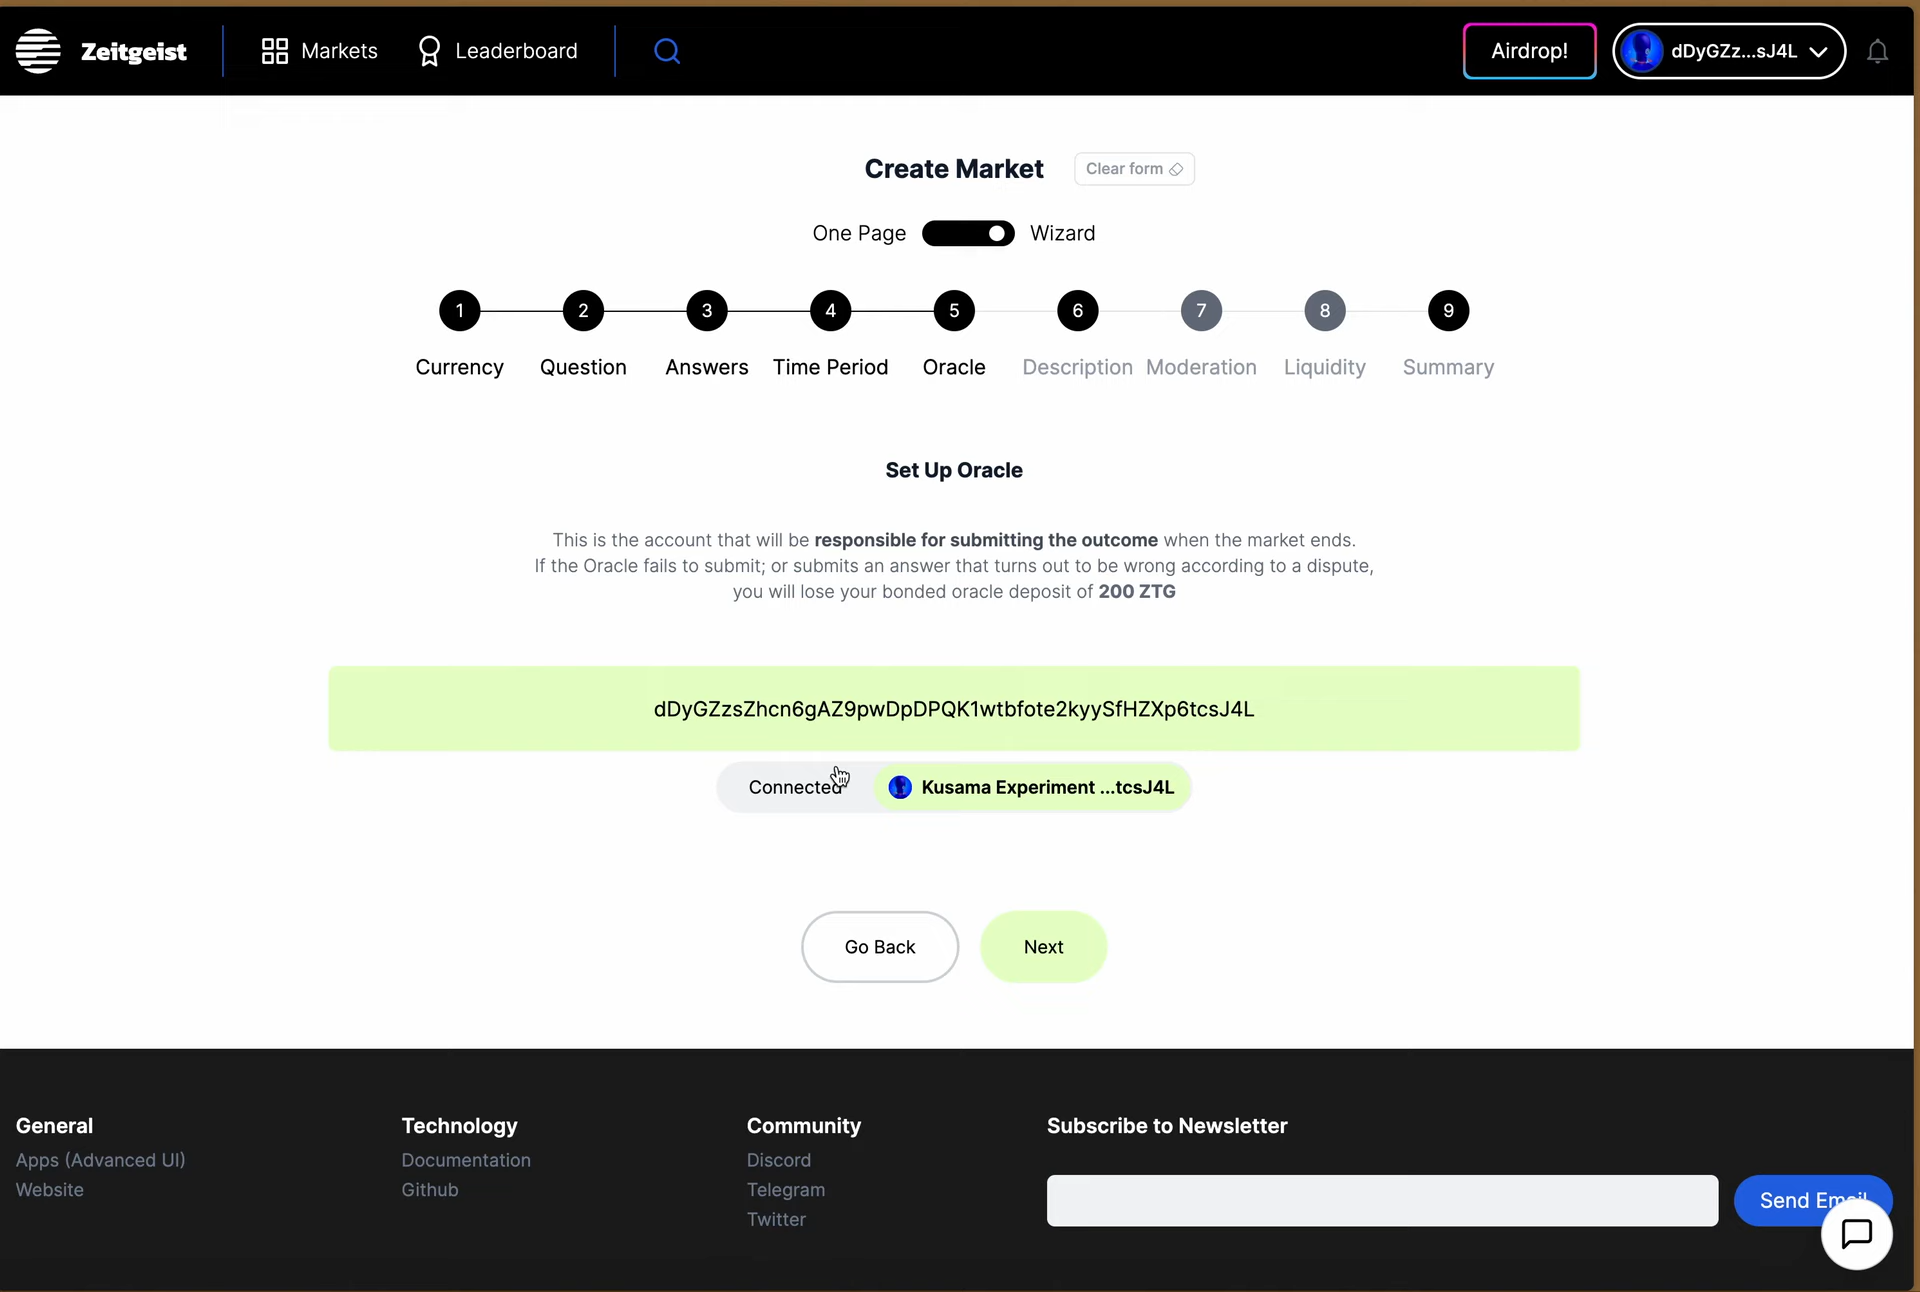 Zeitgeist
Markets
Leaderboard
Airdrop!
dDyGZz...sJ4L
Create Market
Clear form
One Page
Wizard
1
2
3
4
5
6
7
8
9
Currency
Question
Answers
Time Period
Oracle
Description
Moderation
Liquidity
Summary
Set Up Oracle
This is the account that will be responsible for submitting the outcome when the market ends.
If the Oracle fails to submit; or submits an answer that turns out to be wrong according to a dispute,
you will lose your bonded oracle deposit of 200 ZTG
dDyGZzsZhcn6gAZ9pwDpDPQK1wtbfote2kyySfHZXp6tcsJ4L
Connected
Kusama Experiment ...tcsJ4L
Go Back
Next
General
Apps (Advanced UI)
Website
Technology
Documentation
Github
Community
Discord
Telegram
Twitter
Subscribe to Newsletter
Send Email